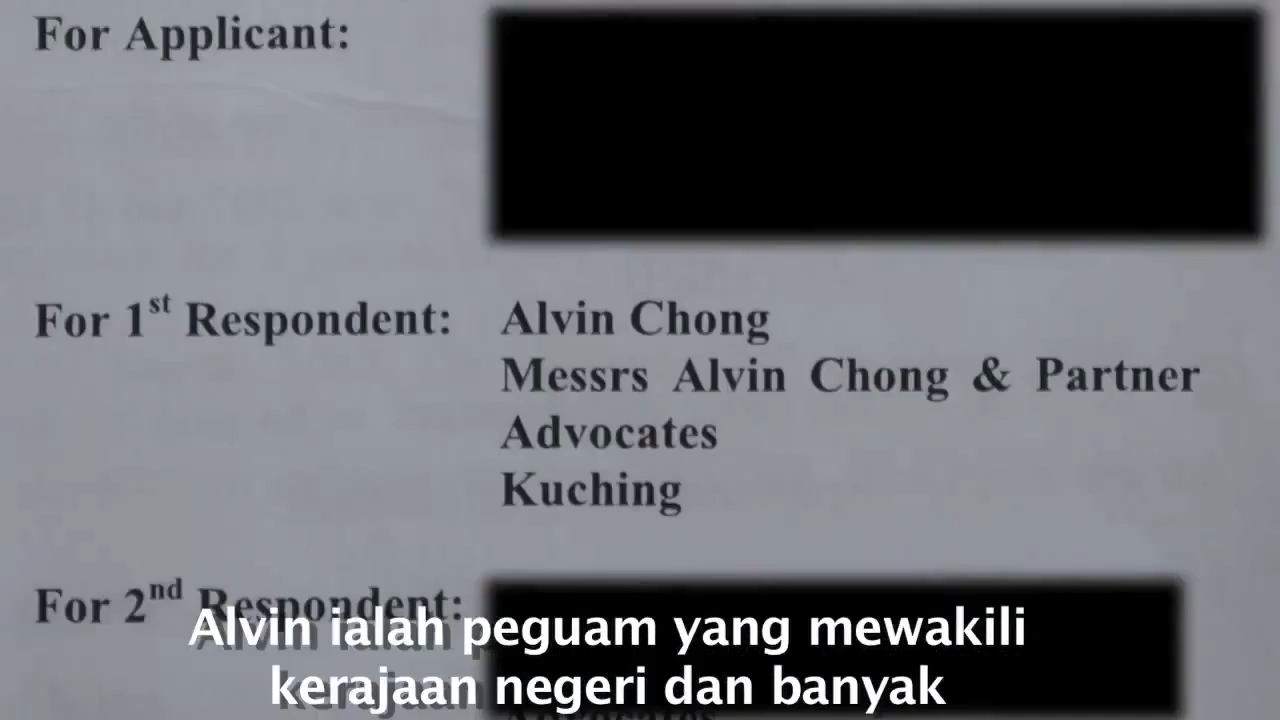 For Applicant:
For 1st Respondent: Alvin Chong
Messrs Alvin Chong & Partner
Advocates
Kuching
For 2nd Respondent:
Alvin ialah peguam yang mewakili
kerajaan negeri dan banyak
Advocates